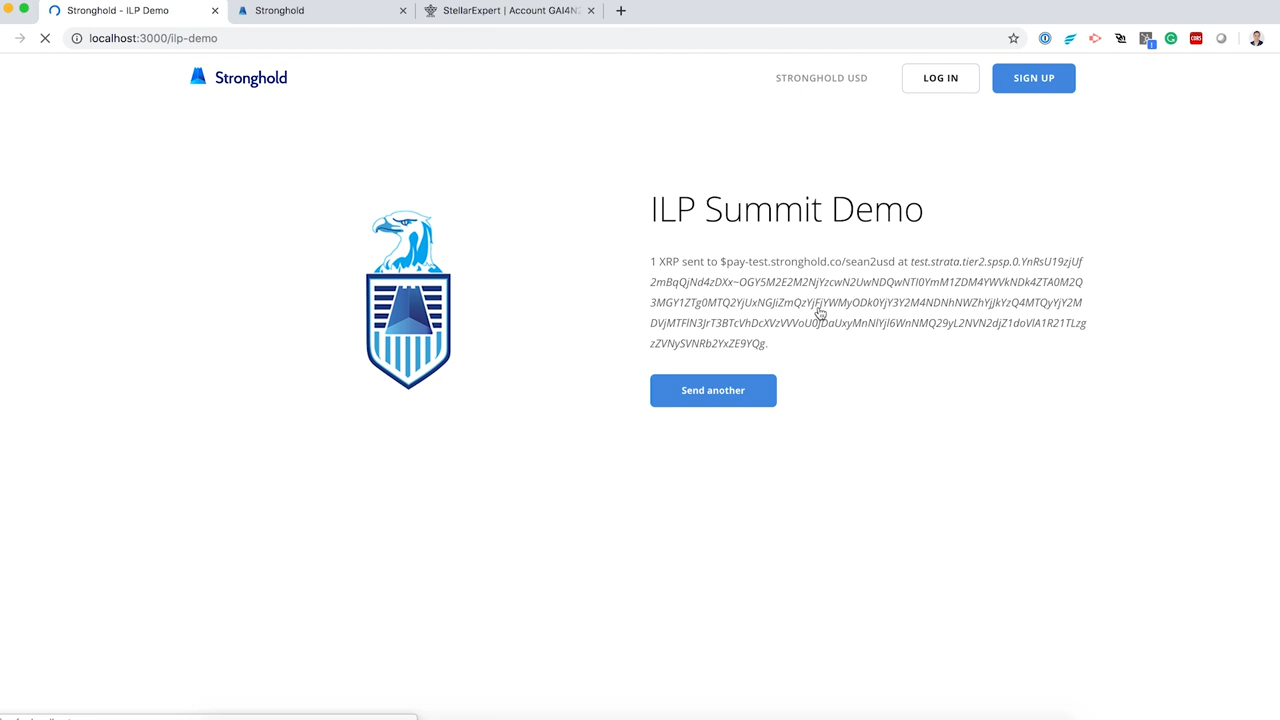 Stronghold - ILP Demo
Stronghold
StellarExpert | Account GAI4N
localhost:3000/ilp-demo
CORS
Stronghold
STRONGHOLD USD
LOG IN
SIGN UP
ILP Summit Demo
1 XRP sent to $pay-test.stronghold.co/sean2usd at test.strata.tier2.spsp.0.YnRsU19zjUf
2mBqQjNd4zDXx~OGY5M2E2M2NjYzcwN2UwNDQwNTI0YmM1ZDM4YWVkNDk4ZTA0M2Q
DVjMTFlN3JrT3BTcVhDcXVzVVVoU0JDaUxyMnNlYjl6WnNMQ29yL2NVN2djZ1doVlA1R21TLzg
zZVNySVNRb2YxZE9YQg.
Send another